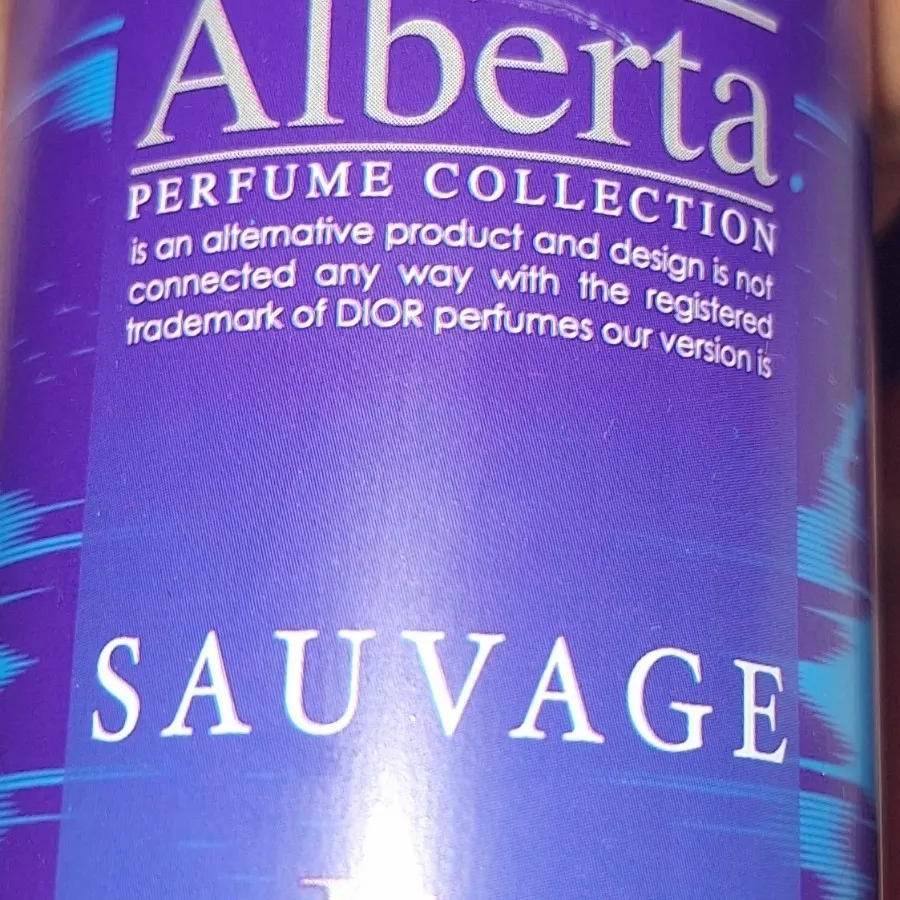 Alberta
PERFUME COLLECTION
is an alternative product and design is not
connected any way with the registered
trademark of DIOR perfumes our version is
SAUVAGE